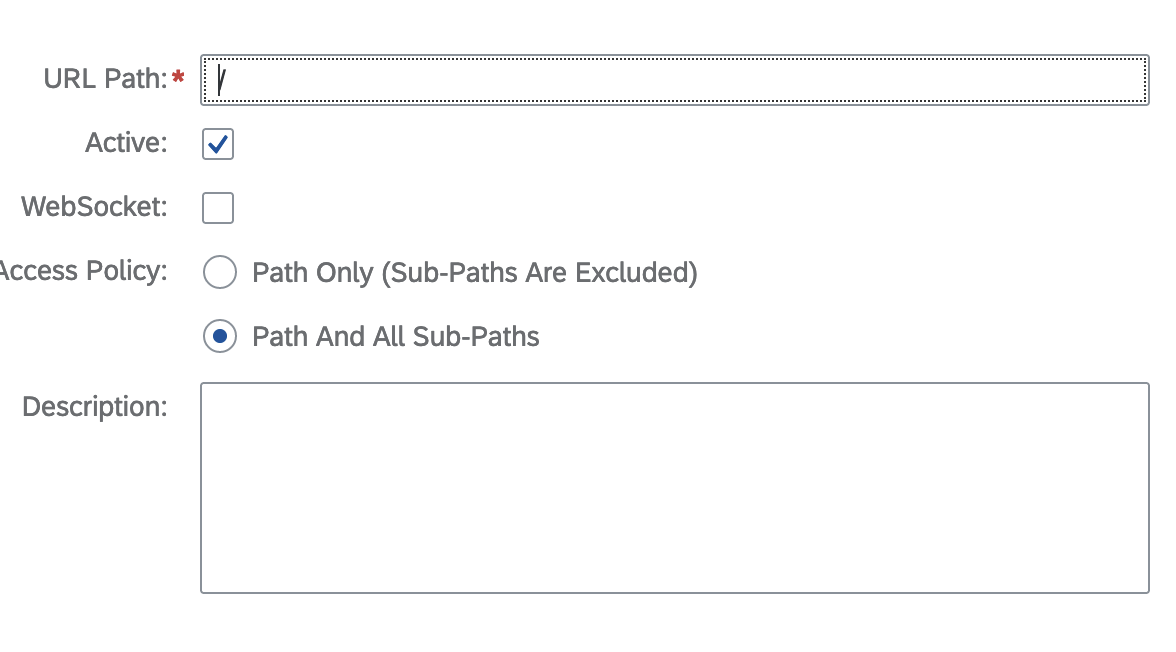 URL Path:* /
Active:
WebSocket:
Access Policy: Path Only (Sub-Paths Are Excluded)
Path And All Sub-Paths
Description: